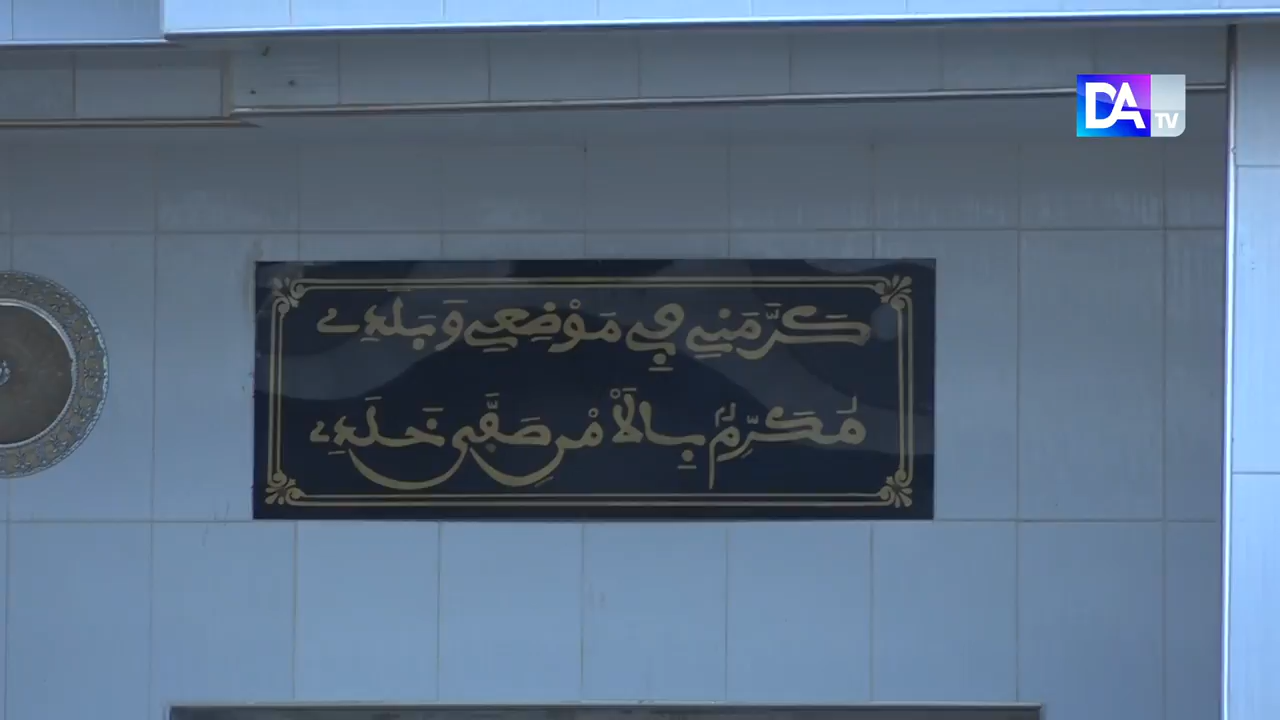 DA TV
كَرَّمَنِي فِي مَوْضِعِي وَبَلَدِي
مُكَرِّمٌ بِالْأَمْرِ